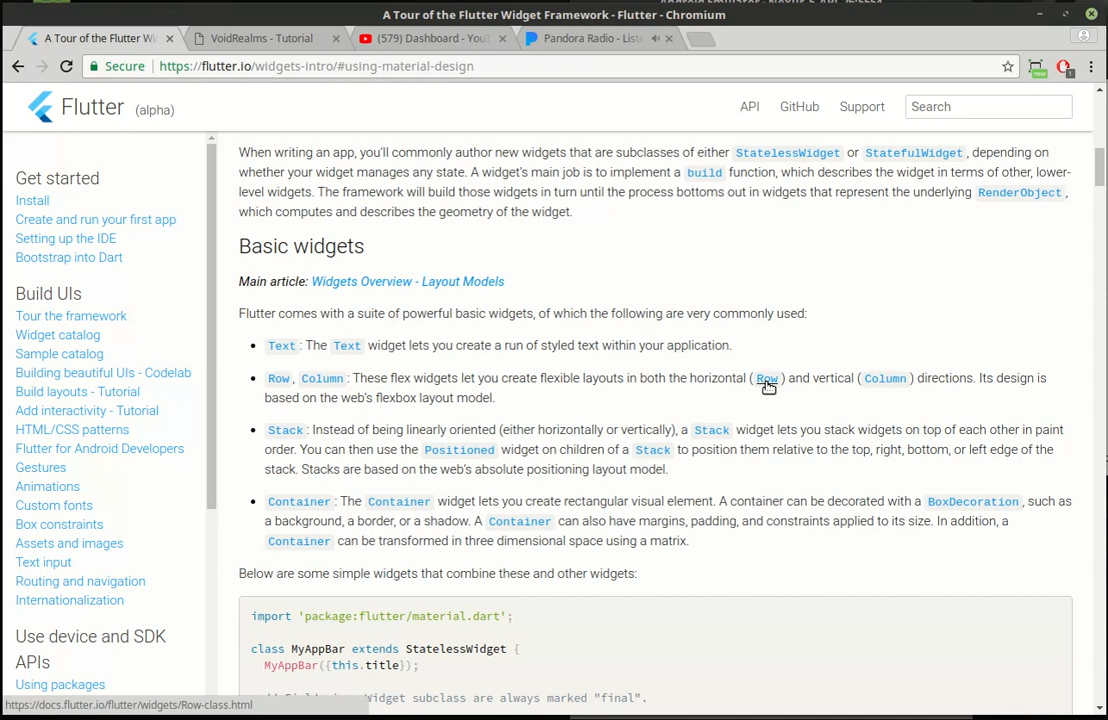 A Tour of the Flutter Widget Framework - Flutter - Chromium
A Tour of the Flutter Wi
VoidRealms - Tutorial
(579) Dashboard - You
Pandora Radio - Liste
Secure https://flutter.io/widgets-intro/#using-material-design
new
1
Flutter (alpha)
API
GitHub
Support
Search
Get started
Install
Create and run your first app
Setting up the IDE
Bootstrap into Dart
Build UIs
Tour the framework
Widget catalog
Sample catalog
Building beautiful UIs - Codelab
Build layouts - Tutorial
Add interactivity - Tutorial
HTML/CSS patterns
Flutter for Android Developers
Gestures
Animations
Custom fonts
Box constraints
Assets and images
Text input
Routing and navigation
Internationalization
Use device and SDK
APIs
Using packages
When writing an app, you'll commonly author new widgets that are subclasses of either StatelessWidget or StatefulWidget, depending on
whether your widget manages any state. A widget's main job is to implement a build function, which describes the widget in terms of other, lower-
level widgets. The framework will build those widgets in turn until the process bottoms out in widgets that represent the underlying RenderObject,
which computes and describes the geometry of the widget.
Basic widgets
Main article: Widgets Overview - Layout Models
Flutter comes with a suite of powerful basic widgets, of which the following are very commonly used:
• Text: The Text widget lets you create a run of styled text within your application.
• Row, Column: These flex widgets let you create flexible layouts in both the horizontal (Row) and vertical (Column) directions. Its design is
based on the web's flexbox layout model.
• Stack: Instead of being linearly oriented (either horizontally or vertically), a Stack widget lets you stack widgets on top of each other in paint
order. You can then use the Positioned widget on children of a Stack to position them relative to the top, right, bottom, or left edge of the
stack. Stacks are based on the web's absolute positioning layout model.
• Container: The Container widget lets you create rectangular visual element. A container can be decorated with a BoxDecoration, such as
a background, a border, or a shadow. A Container can also have margins, padding, and constraints applied to its size. In addition, a
Container can be transformed in three dimensional space using a matrix.
Below are some simple widgets that combine these and other widgets:
import 'package:flutter/material.dart';
class MyAppBar extends StatelessWidget {
MyAppBar({this.title});
Widget subclass are always marked "final".
https://docs.flutter.io/flutter/widgets/Row-class.html